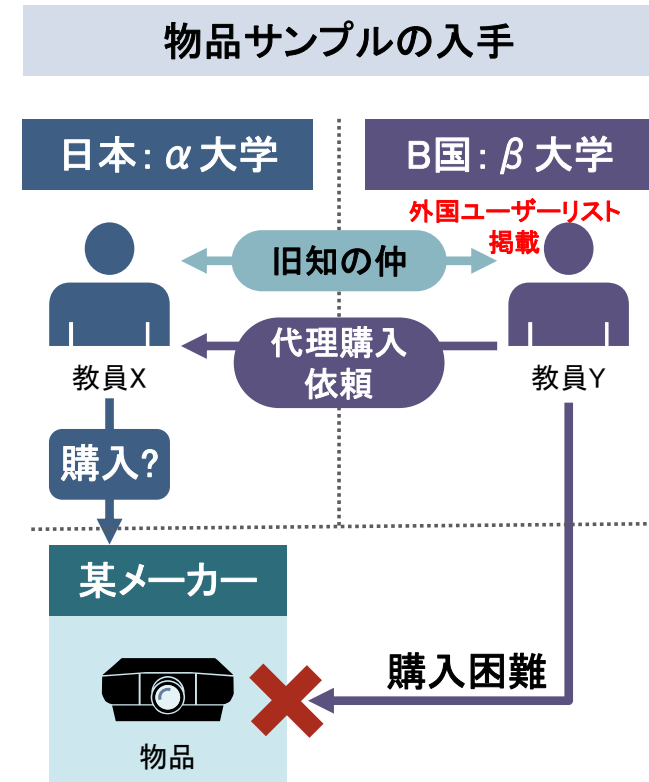 物品サンプルの入手
日本：α大学
B国：β大学
外国ユーザーリスト
掲載
旧知の仲
代理購入
依頼
教員X
教員Y
購入?
某メーカー
購入困難
物品